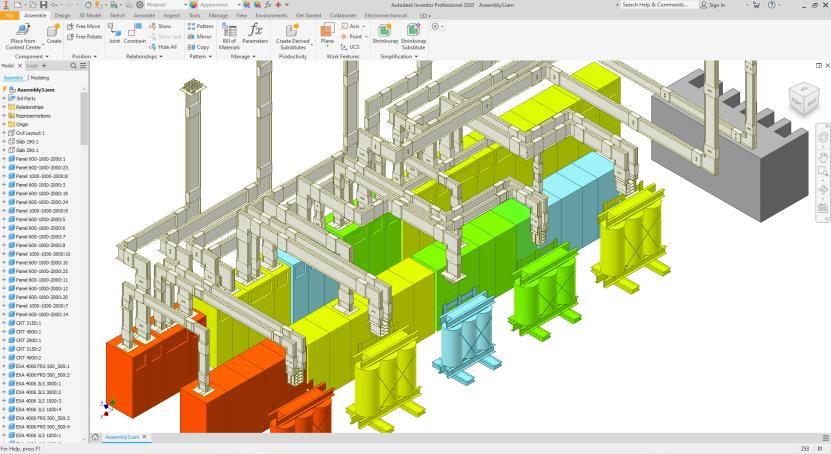 Material
Appearance
Autodesk Inventor Professional 2020 Assembly3.iam
Search Help & Commands...
Sign In
File Assemble Design 3D Model Sketch Annotate Inspect Tools Manage View Environments Get Started Collaborate Electromechanical
Place from
Content Center
Create
Free Move
Free Rotate
Joint
Constrain
Show
Show Sick
Hide All
Pattern
Mirror
Copy
Bill of
Materials
fx
Parameters
Create Derived
Substitutes
Plane
Axis
Point
UCS
Shrinkwrap
Shrinkwrap
Substitute
Component Position Relationships Pattern Manage Productivity Work Features Simplification
Model
Logic
Assembly Modeling
Assembly3.iam
3rd Party
Relationships
Representations
Origin
Civil Layout:1
Slab 190:1
Slab 200:1
Panel 600-1000-2000:1
Panel 600-1000-2000:23
Panel 1000-1000-2000:8
Panel 600-1000-2000:3
Panel 600-1000-2000:19
Panel 600-1000-2000:24
Panel 1000-1000-2000:9
Panel 600-1000-2000:5
Panel 600-1000-2000:6
Panel 600-1000-2000:7
Panel 600-1000-2000:8
Panel 1000-1000-2000:10
Panel 600-1000-2000:10
Panel 600-1000-2000:25
Panel 600-1000-2000:11
Panel 600-1000-2000:12
Panel 600-1000-2000:20
Panel 1000-1000-2000:7
Panel 600-1000-2000:14
CRT 3150:1
CRT 4000:1
CRT 2000:1
CRT 3150:2
CRT 4000:2
EXA 4006 FRS 500_500:1
EXA 4006 FRS 500_500:2
EXA 4006 3LS 3000:1
EXA 4006 3LS 3000:2
EXA 4006 1LS 1000:3
EXA 4006 1LS 1000:4
EXA 4006 FRS 500_500:3
EXA 4006 FRS 500_500:4
EXA 4006 1LS 1000:1
Assembly3.iam
For Help, press F1
253 81